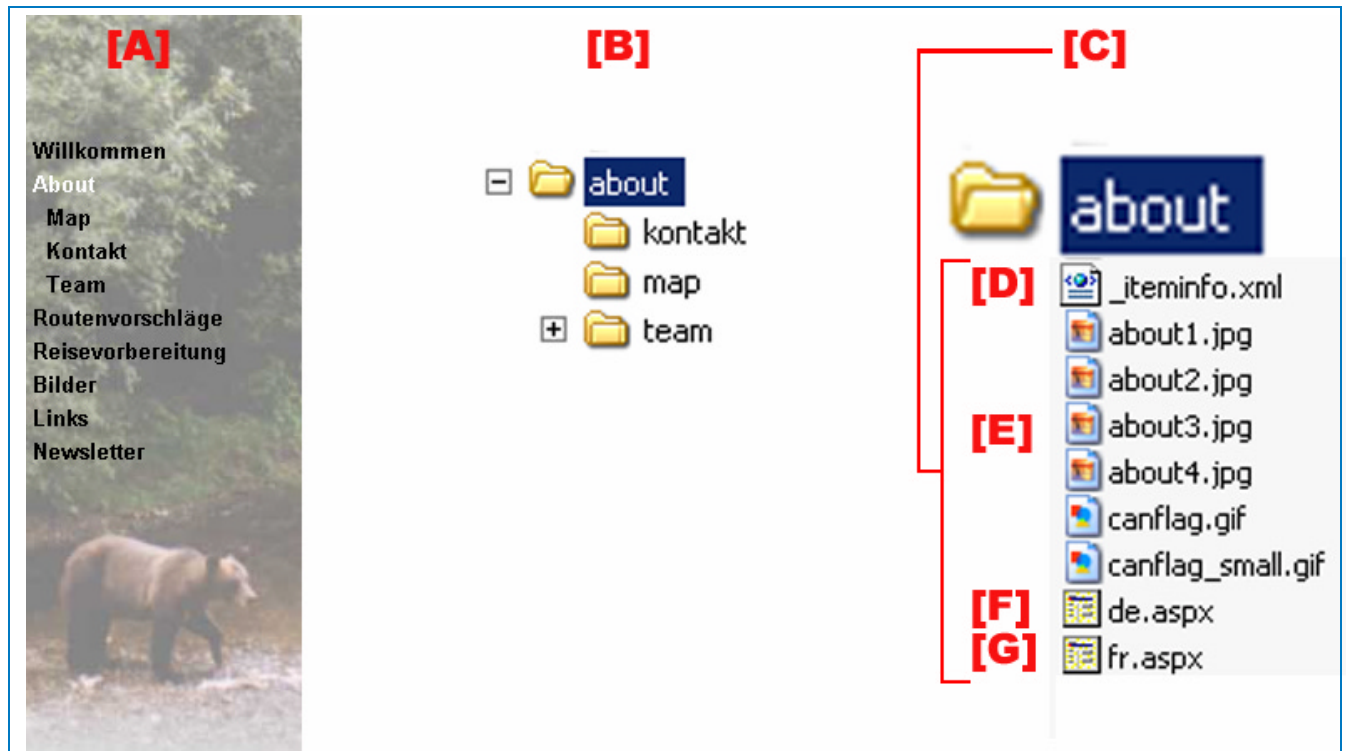 [A]
Willkommen
About
Map
Kontakt
Team
Routenvorschläge
Reisevorbereitung
Bilder
Links
Newsletter
[B]
about
kontakt
map
team
[C]
about
[D] _iteminfo.xml
about1.jpg
about2.jpg
[E] about3.jpg
about4.jpg
canflag.gif
canflag_small.gif
[F] de.aspx
[G] fr.aspx